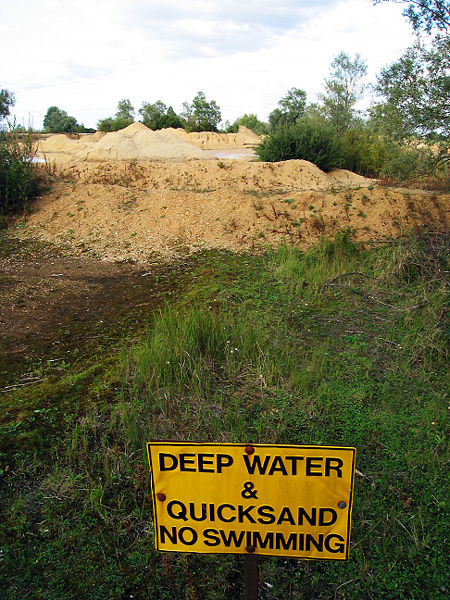 DEEP WATER
&
QUICKSAND
NO SWIMMING